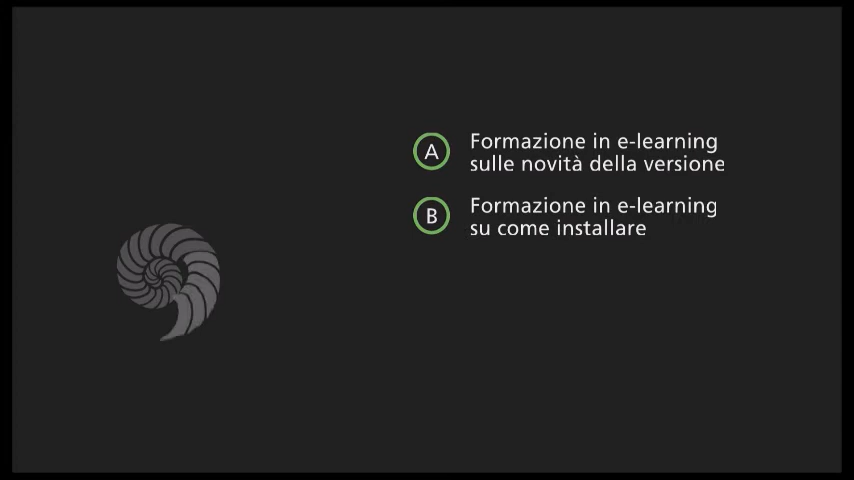 A
Formazione in e-learning
sulle novità della versione
B
Formazione in e-learning
su come installare